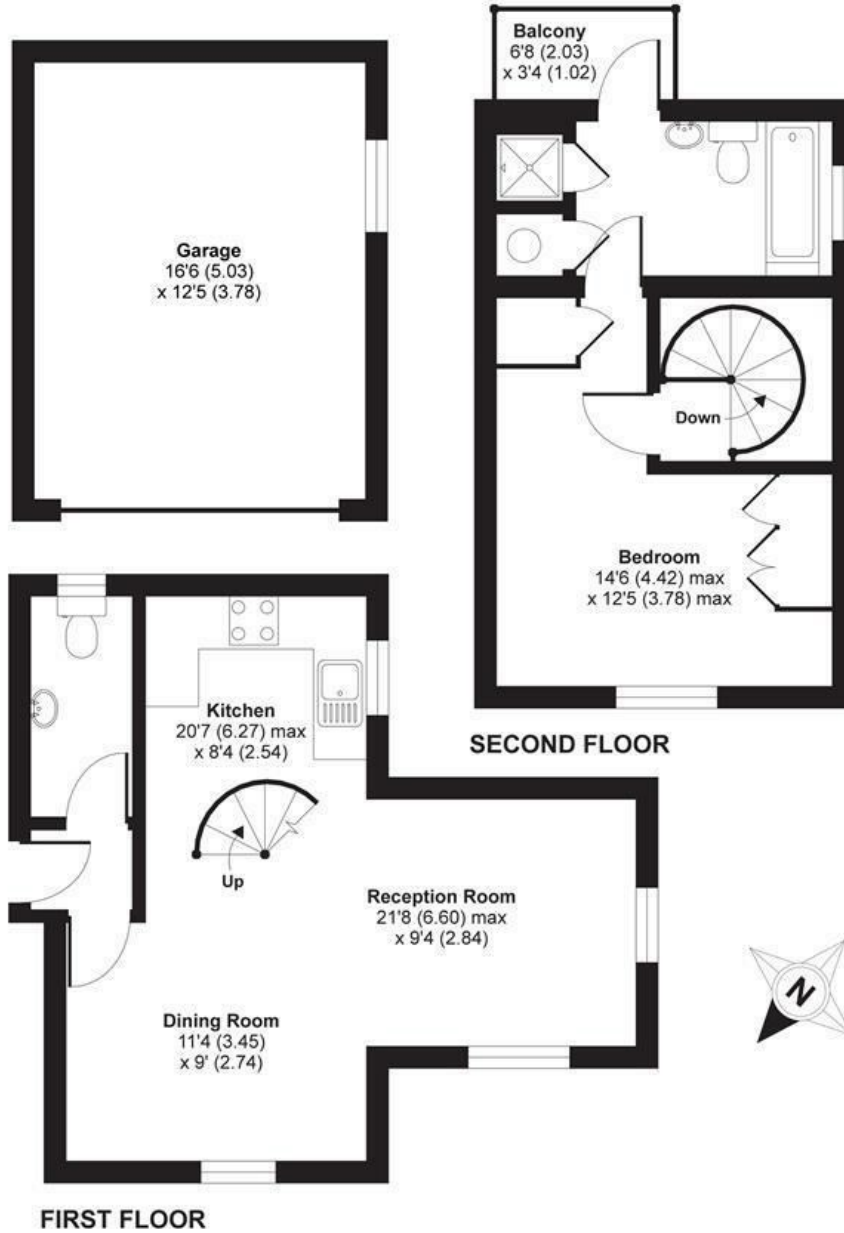 Balcony
6'8 (2.03)
x 3'4 (1.02)
Garage
16'6 (5.03)
x 12'5 (3.78)
Down
Bedroom
14'6 (4.42) max
x 12'5 (3.78) max
SECOND FLOOR
Kitchen
20'7 (6.27) max
x 8'4 (2.54)
Up
Reception Room
21'8 (6.60) max
x 9'4 (2.84)
Dining Room
11'4 (3.45)
x 9' (2.74)
N
FIRST FLOOR